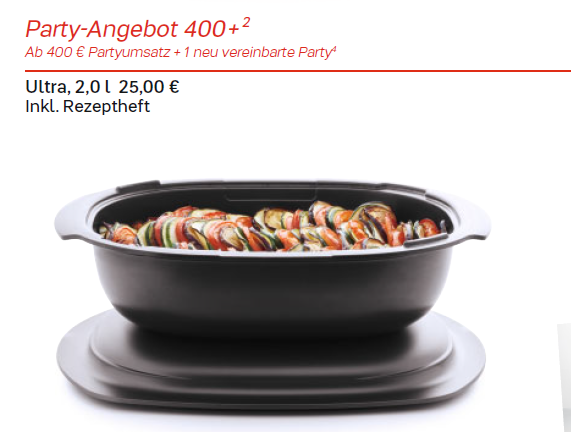 Party-Angebot 400+²
Ab 400 € Partyumsatz + 1 neu vereinbarte Party⁴
Ultra, 2,0 l 25,00 €
Inkl. Rezeptheft